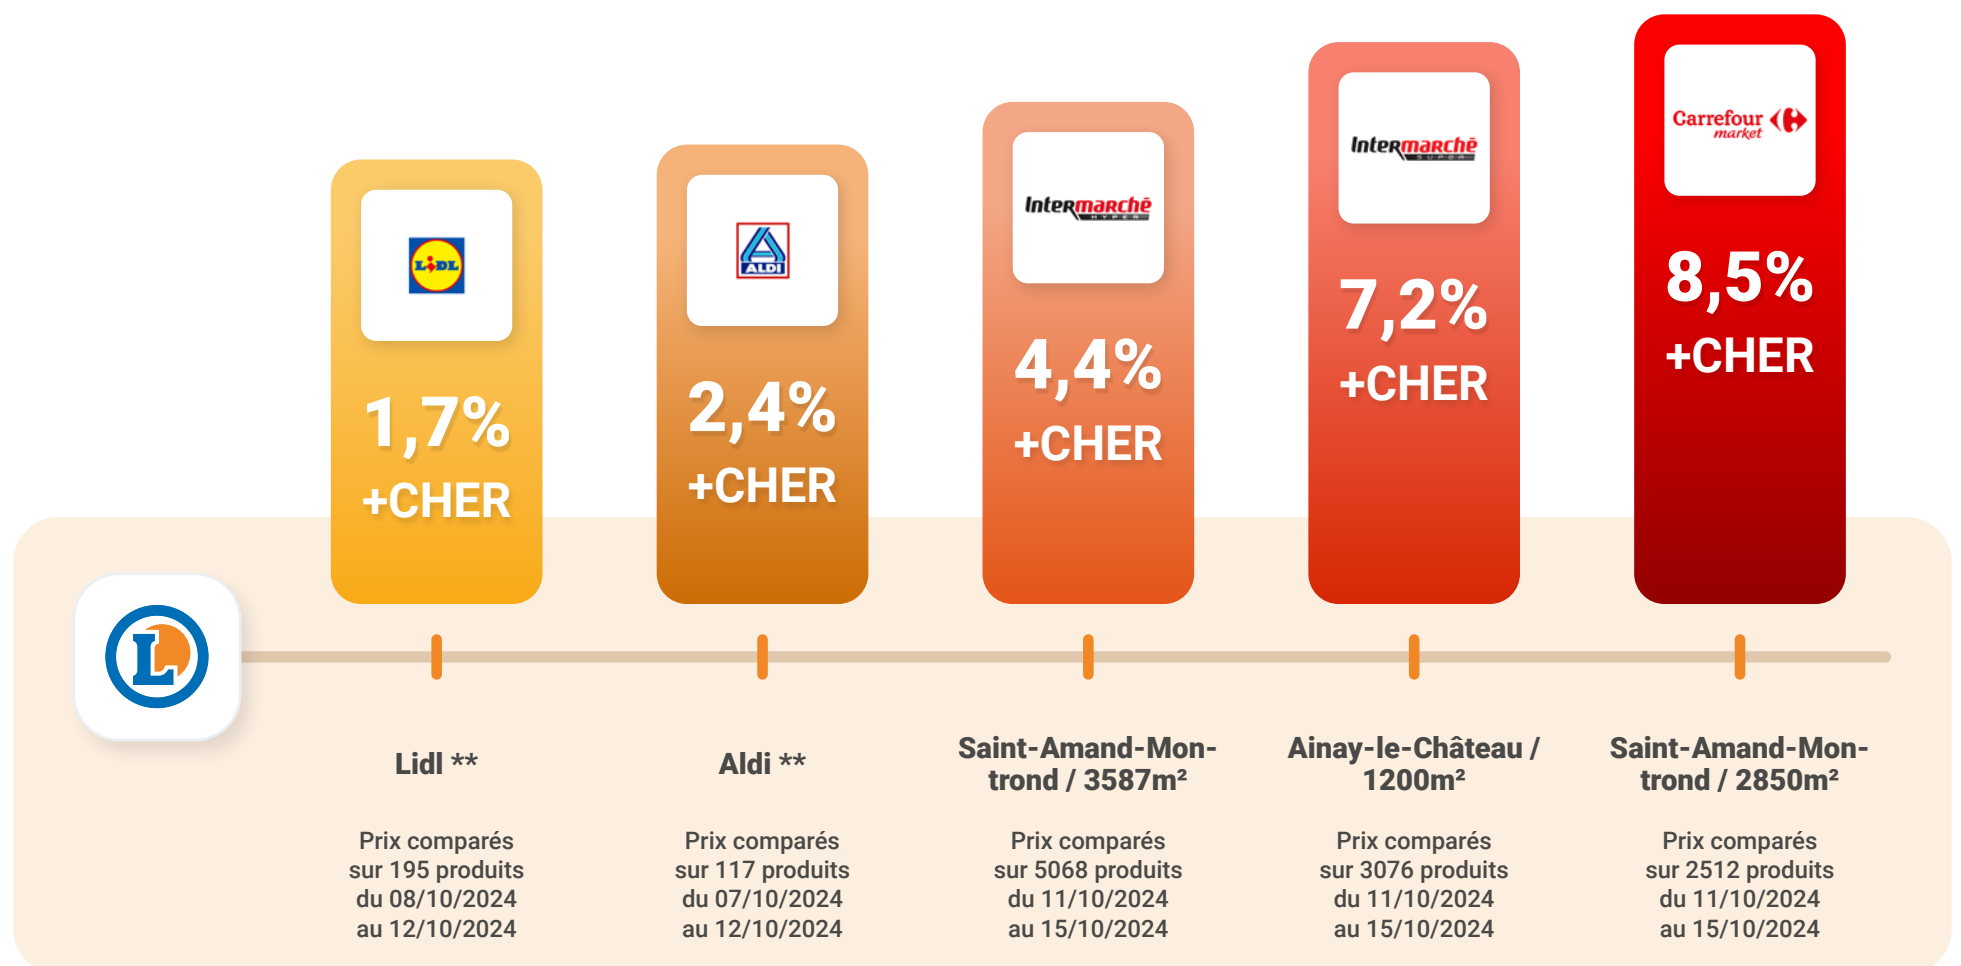 LIDL
1,7%
+CHER
ALDI
2,4%
+CHER
Intermarchē
HYPER
4,4%
+CHER
Intermarchē
SUPER
7,2%
+CHER
Carrefour
market
8,5%
+CHER
L
Lidl **
Prix comparés
sur 195 produits
du 08/10/2024
au 12/10/2024
Aldi **
Prix comparés
sur 117 produits
du 07/10/2024
au 12/10/2024
Saint-Amand-Mon-
trond / 3587m²
Prix comparés
sur 5068 produits
du 11/10/2024
au 15/10/2024
Ainay-le-Château /
1200m²
Prix comparés
sur 3076 produits
du 11/10/2024
au 15/10/2024
Saint-Amand-Mon-
trond / 2850m²
Prix comparés
sur 2512 produits
du 11/10/2024
au 15/10/2024